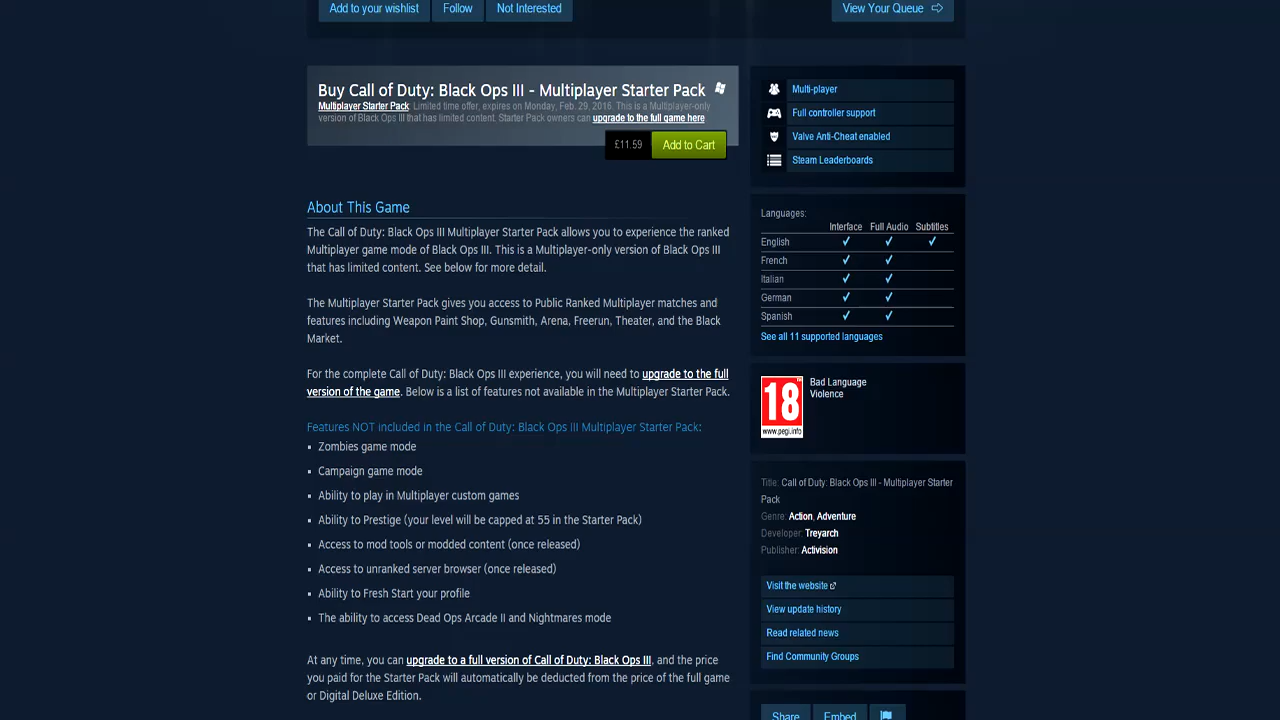 Add to your wishlist
Follow
Not Interested
View Your Queue
Buy Call of Duty: Black Ops III - Multiplayer Starter Pack
Multiplayer Starter Pack: Limited time offer, expires on Monday, Feb. 29, 2016. This is a Multiplayer-only
version of Black Ops III that has limited content. Starter Pack owners can upgrade to the full game here
£11.59
Add to Cart
About This Game
The Call of Duty: Black Ops III Multiplayer Starter Pack allows you to experience the ranked
Multiplayer game mode of Black Ops III. This is a Multiplayer-only version of Black Ops III
that has limited content. See below for more detail.
The Multiplayer Starter Pack gives you access to Public Ranked Multiplayer matches and
features including Weapon Paint Shop, Gunsmith, Arena, Freerun, Theater, and the Black
Market.
For the complete Call of Duty: Black Ops III experience, you will need to upgrade to the full
version of the game. Below is a list of features not available in the Multiplayer Starter Pack.
Features NOT included in the Call of Duty: Black Ops III Multiplayer Starter Pack:
Zombies game mode
Campaign game mode
Ability to play in Multiplayer custom games
Ability to Prestige (your level will be capped at 55 in the Starter Pack)
Access to mod tools or modded content (once released)
Access to unranked server browser (once released)
Ability to Fresh Start your profile
The ability to access Dead Ops Arcade II and Nightmares mode
At any time, you can upgrade to a full version of Call of Duty: Black Ops III, and the price
you paid for the Starter Pack will automatically be deducted from the price of the full game
or Digital Deluxe Edition.
Multi-player
Full controller support
Valve Anti-Cheat enabled
Steam Leaderboards
Languages:
Interface Full Audio Subtitles
English
French
Italian
German
Spanish
See all 11 supported languages
18
www.pegi.info
Bad Language
Violence
Title: Call of Duty: Black Ops III - Multiplayer Starter
Pack
Genre: Action, Adventure
Developer: Treyarch
Publisher: Activision
Visit the website
View update history
Read related news
Find Community Groups
Share
Embed